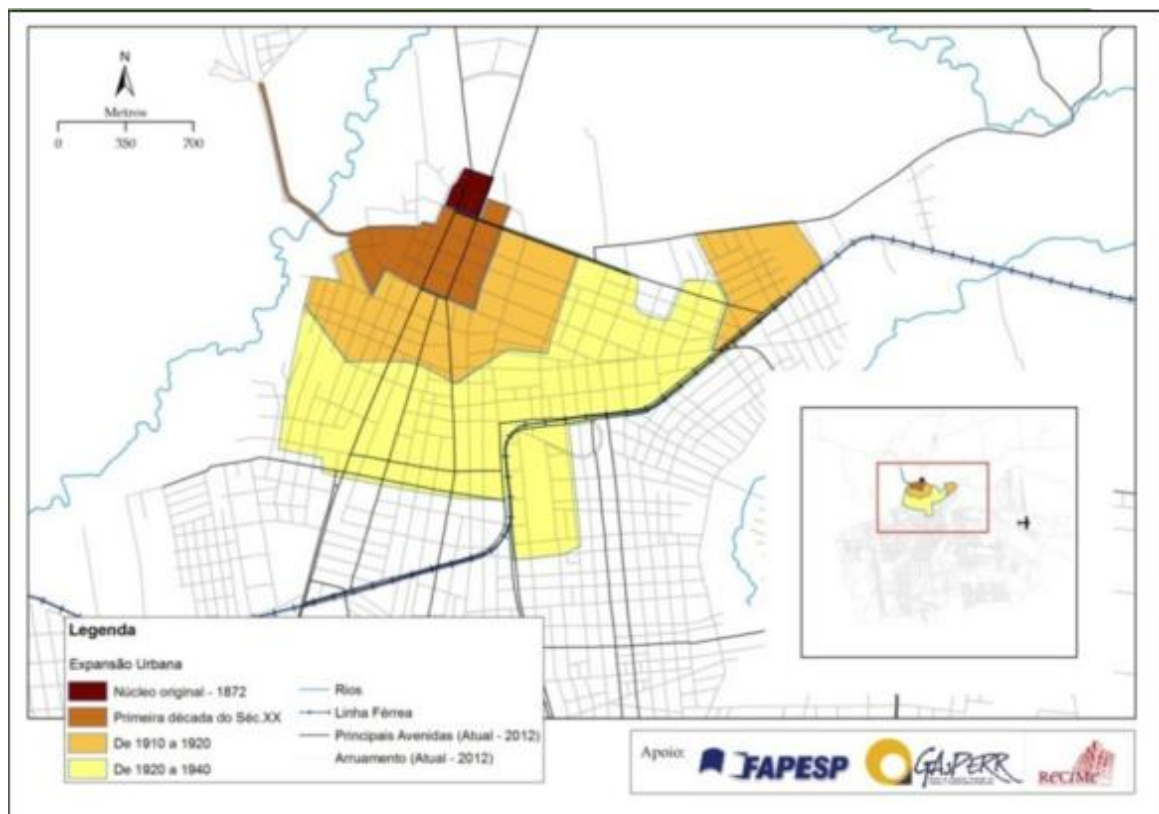 N
Metros
0 350 700
Legenda
Expansão Urbana
Núcleo original - 1872
Primeira década do Séc.XX
De 1910 a 1920
De 1920 a 1940
Rios
Linha Férrea
Principais Avenidas (Atual - 2012)
Arruamento (Atual - 2012)
Apoio:
FAPESP
GAsPERR
ReCiMe